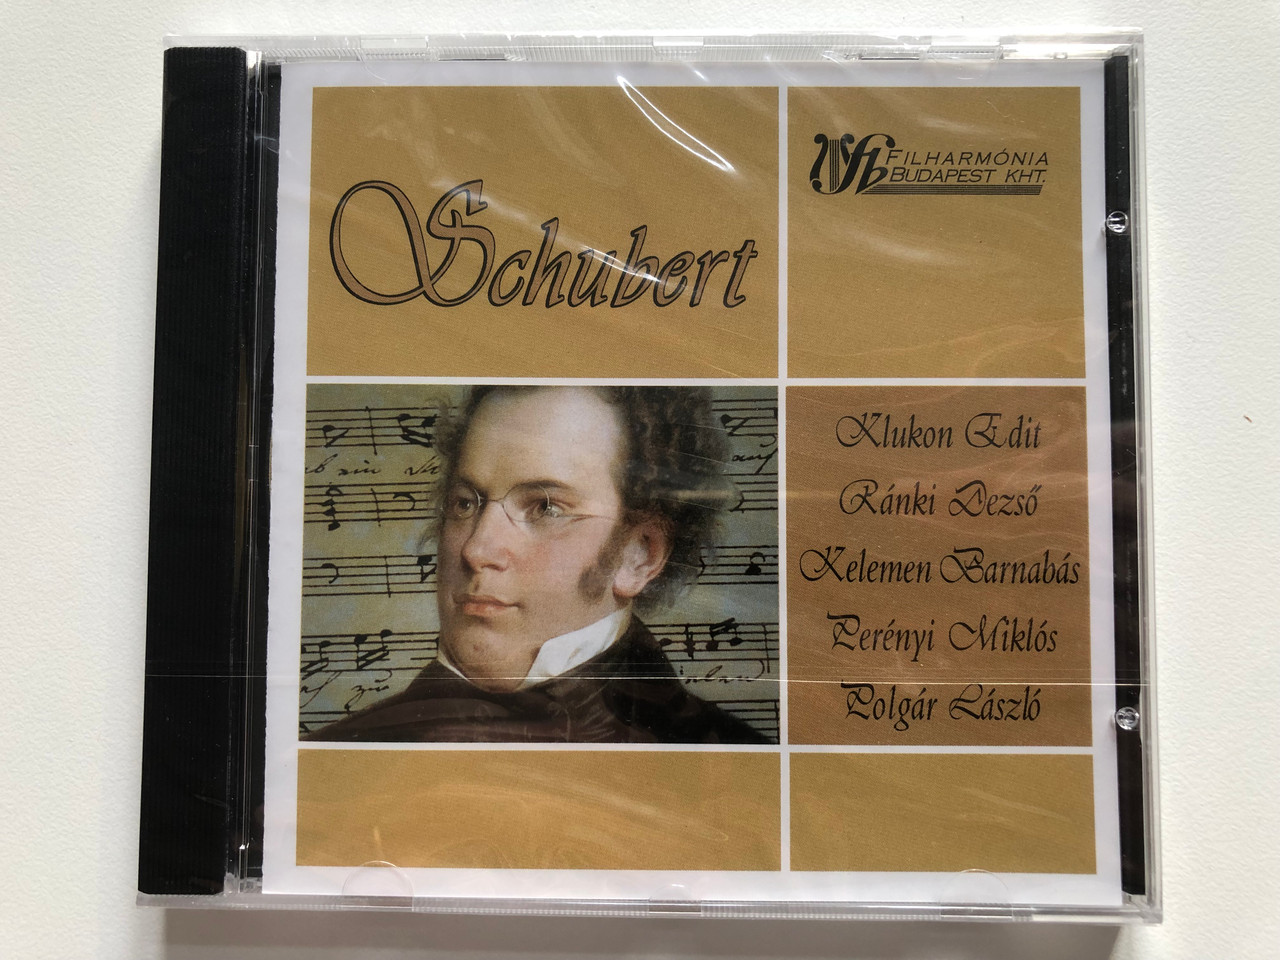 Schubert
FILHARMÓNIA
BUDAPEST KHT.
Klukon Edit
Ránki Dezső
Kelemen Barnabás
Perényi Miklós
Polgár László